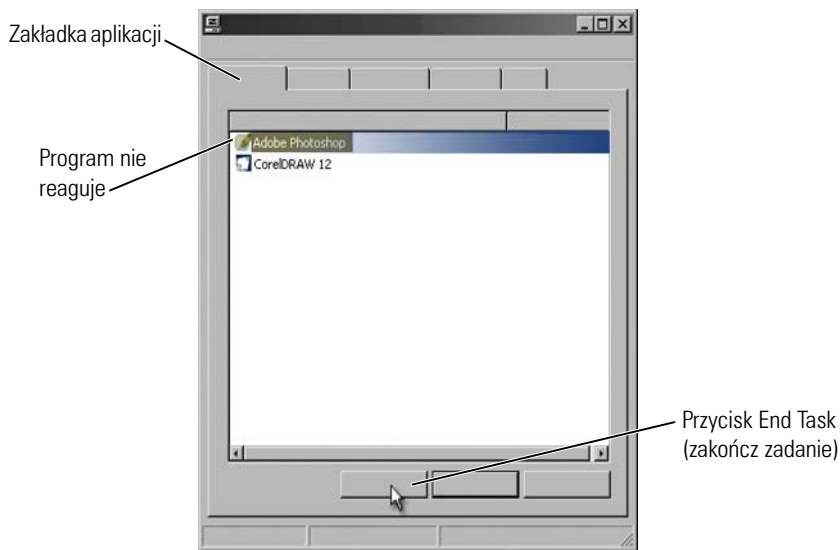 Zakładka aplikacji
Adobe Photoshop
CorelDRAW 12
Program nie
reaguje
Przycisk End Task
(zakończ zadanie)